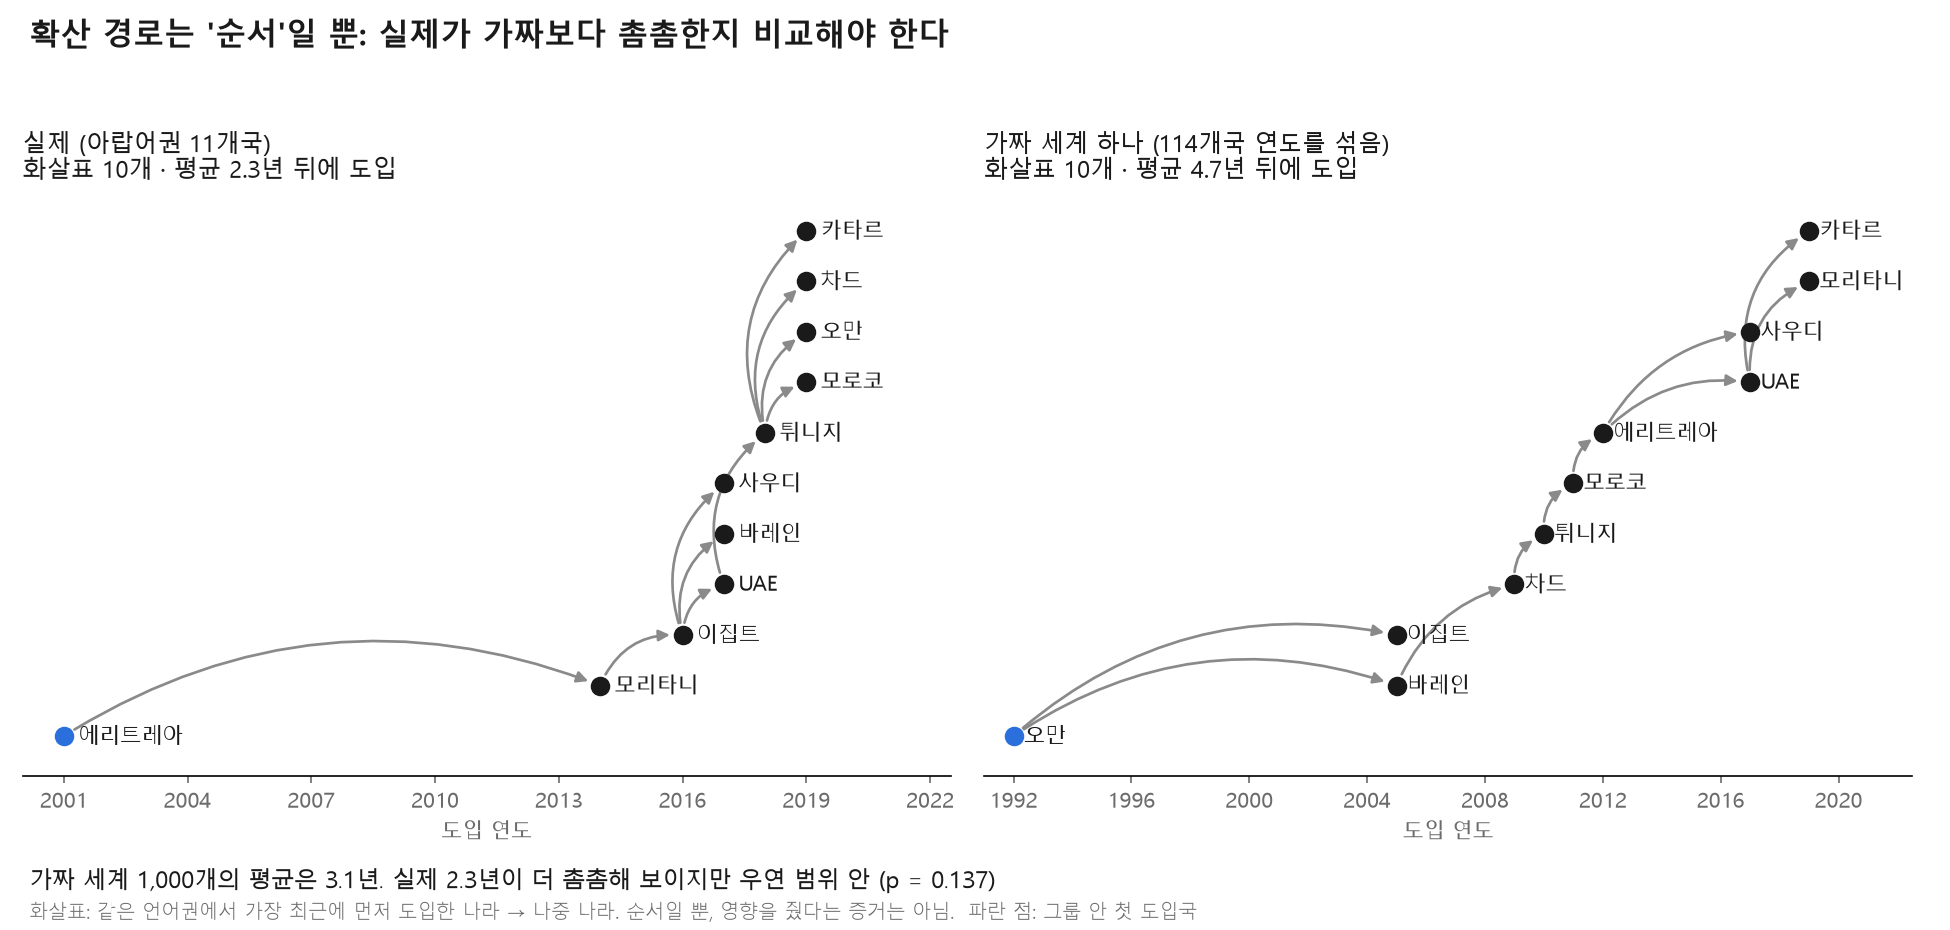 확산 경로는 '순서'일 뿐: 실제가 가짜보다 촘촘한지 비교해야 한다
실제 (아랍어권 11개국)
화살표 10개 · 평균 2.3년 뒤에 도입
카타르
차드
오만
모로코
튀니지
사우디
바레인
UAE
이집트
모리타니
에리트레아
2001 2004 2007 2010 2013 2016 2019 2022
도입 연도
가짜 세계 하나 (114개국 연도를 섞음)
화살표 10개 · 평균 4.7년 뒤에 도입
카타르
모리타니
사우디
UAE
에리트레아
모로코
튀니지
차드
이집트
바레인
오만
1992 1996 2000 2004 2008 2012 2016 2020
도입 연도
가짜 세계 1,000개의 평균은 3.1년. 실제 2.3년이 더 촘촘해 보이지만 우연 범위 안 (p = 0.137)
화살표: 같은 언어권에서 가장 최근에 먼저 도입한 나라 → 나중 나라. 순서일 뿐, 영향을 줬다는 증거는 아님. 파란 점: 그룹 안 첫 도입국